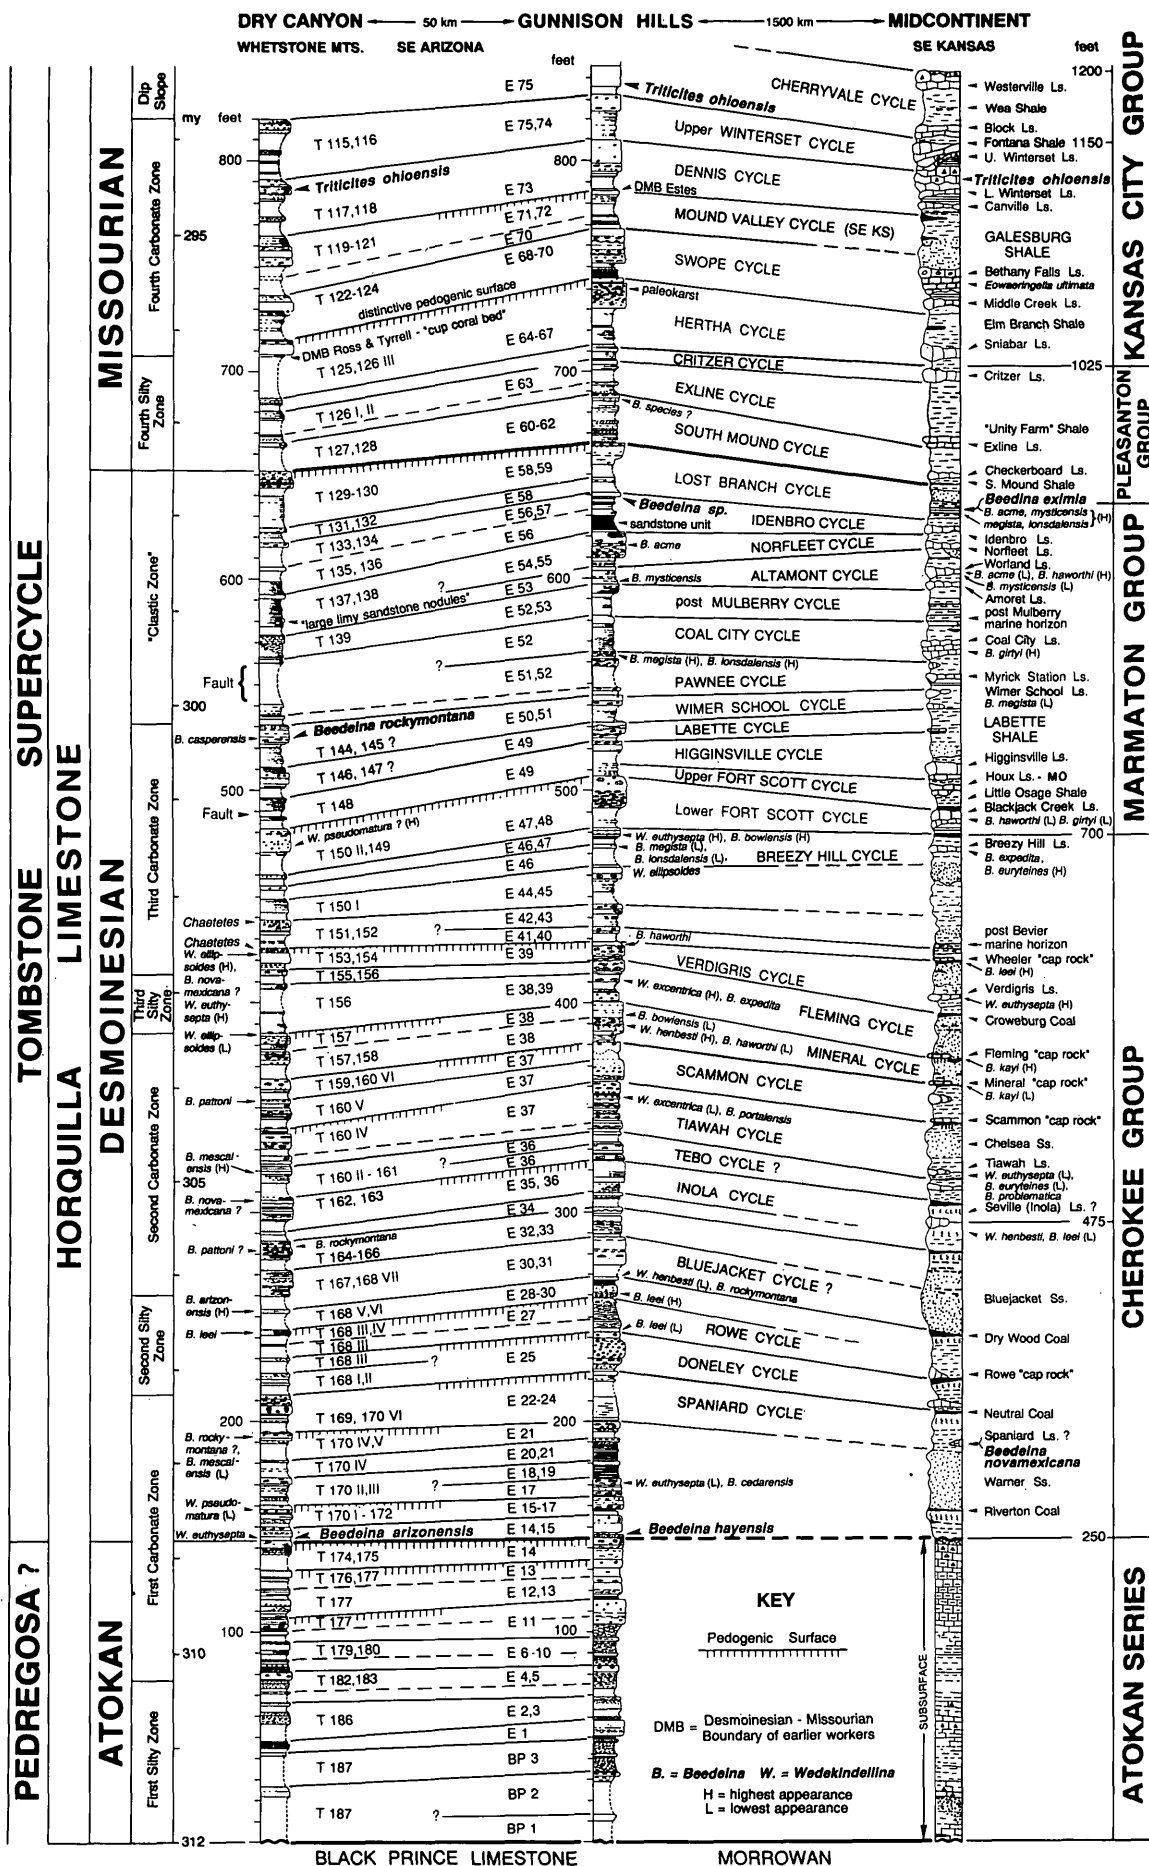 DRY CANYON 50 km GUNNISON HILLS 1500 km MIDCONTINENT
WHETSTONE MTS. SE ARIZONA SE KANSAS
feet
feet
my feet
TOMBSTONE SUPERCYCLE
PEDREGOSA ?
HORQUILLA LIMESTONE
MISSOURIAN
DESMOINESIAN
ATOKAN
Dip Slope
Fourth Carbonate Zone
Fourth Silty Zone
"Clastic Zone"
Third Carbonate Zone
Third Silty Zone
Second Carbonate Zone
Second Silty Zone
First Carbonate Zone
First Silty Zone
295
300
305
310
312
800
700
600
500
200
100
Fault
B. casperensis
Fault
Chaetetes
Chaetetes
W. ellip-
soides (H),
B. nova-
mexicana ?
W. euthy-
septa (H)
W. ellip-
soides (L)
B. pattoni
B. mescal-
ensis (H)
B. nova-
mexicana ?
B. pattoni ?
B. arizon-
ensis (H)
B. leei
B. rocky-
montana ?,
B. mescal-
ensis (L)
W. pseudo-
matura (L)
W. euthysepta
T 115,116
Triticites ohioensis
T 117,118
T 119-121
T 122-124
distinctive pedogenic surface
DMB Ross & Tyrrell - "cup coral bed"
T 125,126 III
T 126 I, II
T 127,128
T 129-130
T 131,132
T 133,134
T 135, 136
T 137,138
?
"large limy sandstone nodules"
T 139
?
Beedeina rockymontana
T 144, 145 ?
T 146, 147 ?
T 148
W. pseudomatura ? (H)
T 150 II,149
T 150 I
T 151,152
?
T 153,154
T 155,156
T 156
T 157
T 157,158
T 159,160 VI
T 160 V
T 160 IV
T 160 II - 161
?
T 162, 163
B. rockymontana
T 164-166
T 167,168 VII
T 168 V,VI
T 168 III,IV
T 168 III
T 168 III
?
T 168 I,II
T 169, 170 VI
T 170 IV,V
T 170 IV
T 170 II,III
?
T 170 I - 172
Beedeina arizonensis
T 174,175
T 176,177
T 177
T 177
T 179,180
T 182,183
T 186
T 187
T 187
?
E 75
E 75,74
E 73
E 71,72
E 70
E 68-70
E 64-67
E 63
E 60-62
E 58,59
E 58
E 56,57
E 56
E 54,55
E 53
E 52,53
E 52
E 51,52
E 50,51
E 49
E 49
E 47,48
E 46,47
E 46
E 44,45
E 42,43
E 41,40
E 39
E 38,39
E 38
E 38
E 37
E 37
E 37
E 36
E 36
E 35, 36
E 34
E 32,33
E 30,31
E 28-30
E 27
E 25
E 22-24
E 21
E 20,21
E 18,19
E 17
E 15-17
E 14,15
E 14
E 13
E 12,13
E 11
E 6-10
E 4,5
E 2,3
E 1
BP 3
BP 2
BP 1
800
700
600
500
400
300
200
100
Triticites ohioensis
DMB Estes
paleokarst
B. species ?
Beedeina sp.
sandstone unit
B. acme
B. mysticensis
B. megista (H), B. lonsdalensis (H)
W. euthysepta (H), B. bowiensis (H)
B. megista (L),
B. lonsdalensis (L),
W. ellipsoides
B. haworthi
W. excentrica (H), B. expedita
B. bowiensis (L)
W. henbesti (H), B. haworthi (L)
W. excentrica (L), B. portalensis
W. henbesti (L), B. rockymontana
B. leei (H)
B. leei (L)
W. euthysepta (L), B. cedarensis
Beedeina hayensis
CHERRYVALE CYCLE
Upper WINTERSET CYCLE
DENNIS CYCLE
MOUND VALLEY CYCLE (SE KS)
SWOPE CYCLE
HERTHA CYCLE
CRITZER CYCLE
EXLINE CYCLE
SOUTH MOUND CYCLE
LOST BRANCH CYCLE
IDENBRO CYCLE
NORFLEET CYCLE
ALTAMONT CYCLE
post MULBERRY CYCLE
COAL CITY CYCLE
PAWNEE CYCLE
WIMER SCHOOL CYCLE
LABETTE CYCLE
HIGGINSVILLE CYCLE
Upper FORT SCOTT CYCLE
Lower FORT SCOTT CYCLE
BREEZY HILL CYCLE
VERDIGRIS CYCLE
FLEMING CYCLE
MINERAL CYCLE
SCAMMON CYCLE
TIAWAH CYCLE
TEBO CYCLE ?
INOLA CYCLE
BLUEJACKET CYCLE ?
ROWE CYCLE
DONELEY CYCLE
SPANIARD CYCLE
1200
Westerville Ls.
Wea Shale
Block Ls.
Fontana Shale 1150
U. Winterset Ls.
Triticites ohioensis
L. Winterset Ls.
Canville Ls.
GALESBURG
SHALE
Bethany Falls Ls.
Eowaeringella ultimata
Middle Creek Ls.
Elm Branch Shale
Sniabar Ls.
1025
Critzer Ls.
"Unity Farm" Shale
Exline Ls.
Checkerboard Ls.
S. Mound Shale
Beedina eximia
B. acme, mysticensis
megista, lonsdalensis } (H)
Idenbro Ls.
Norfleet Ls.
Worland Ls.
B. acme (L), B. haworthi (H)
B. mysticensis (L)
Amoret Ls.
post Mulberry
marine horizon
Coal City Ls.
B. girtyi (H)
Myrick Station Ls.
Wimer School Ls.
B. megista (L)
LABETTE
SHALE
Higginsville Ls.
Houx Ls. - MO
Little Osage Shale
Blackjack Creek Ls.
B. haworthi (L) B. girtyi (L)
700
Breezy Hill Ls.
B. expedita,
B. euryteines (H)
post Bevier
marine horizon
Wheeler "cap rock"
B. leei (H)
Verdigris Ls.
W. euthysepta (H)
Croweburg Coal
Fleming "cap rock"
B. kayi (H)
Mineral "cap rock"
B. kayi (L)
Scammon "cap rock"
Chelsea Ss.
Tiawah Ls.
W. euthysepta (L),
B. euryteines (L),
B. problematica
Seville (Inola) Ls. ?
475
W. henbesti, B. leei (L)
Bluejacket Ss.
Dry Wood Coal
Rowe "cap rock"
Neutral Coal
Spaniard Ls. ?
Beedeina
novamexicana
Warner Ss.
Riverton Coal
250
KANSAS CITY GROUP
PLEASANTON GROUP
MARMATON GROUP
CHEROKEE GROUP
ATOKAN SERIES
SUBSURFACE
KEY
Pedogenic Surface
DMB = Desmoinesian - Missourian
Boundary of earlier workers
B. = Beedeina W. = Wedekindellina
H = highest appearance
L = lowest appearance
BLACK PRINCE LIMESTONE MORROWAN